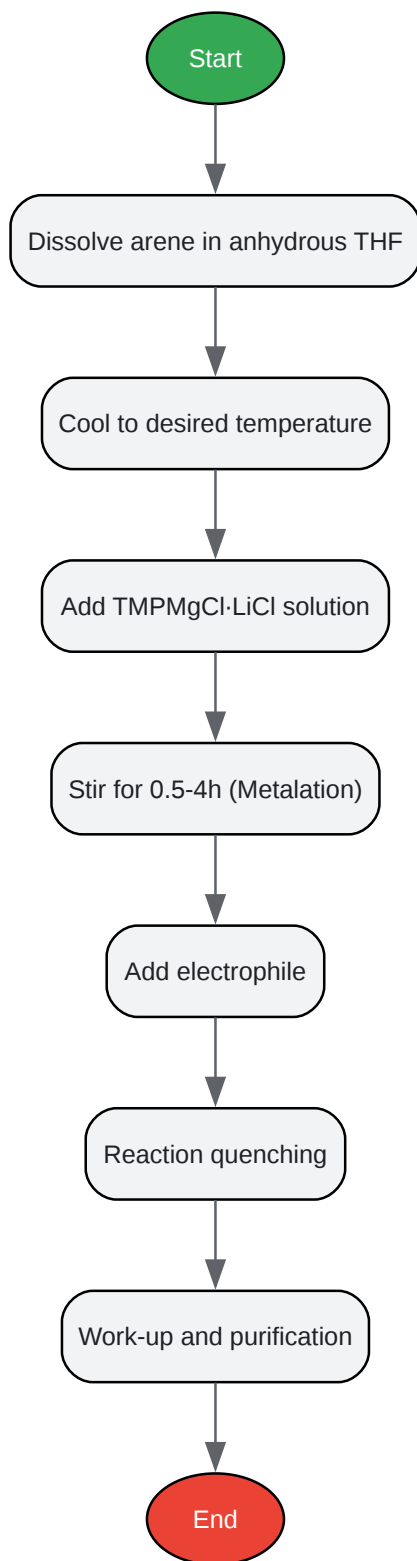 Start
Dissolve arene in anhydrous THF
Cool to desired temperature
Add TMPMgCl·LiCl solution
Stir for 0.5-4h (Metalation)
Add electrophile
Reaction quenching
Work-up and purification
End